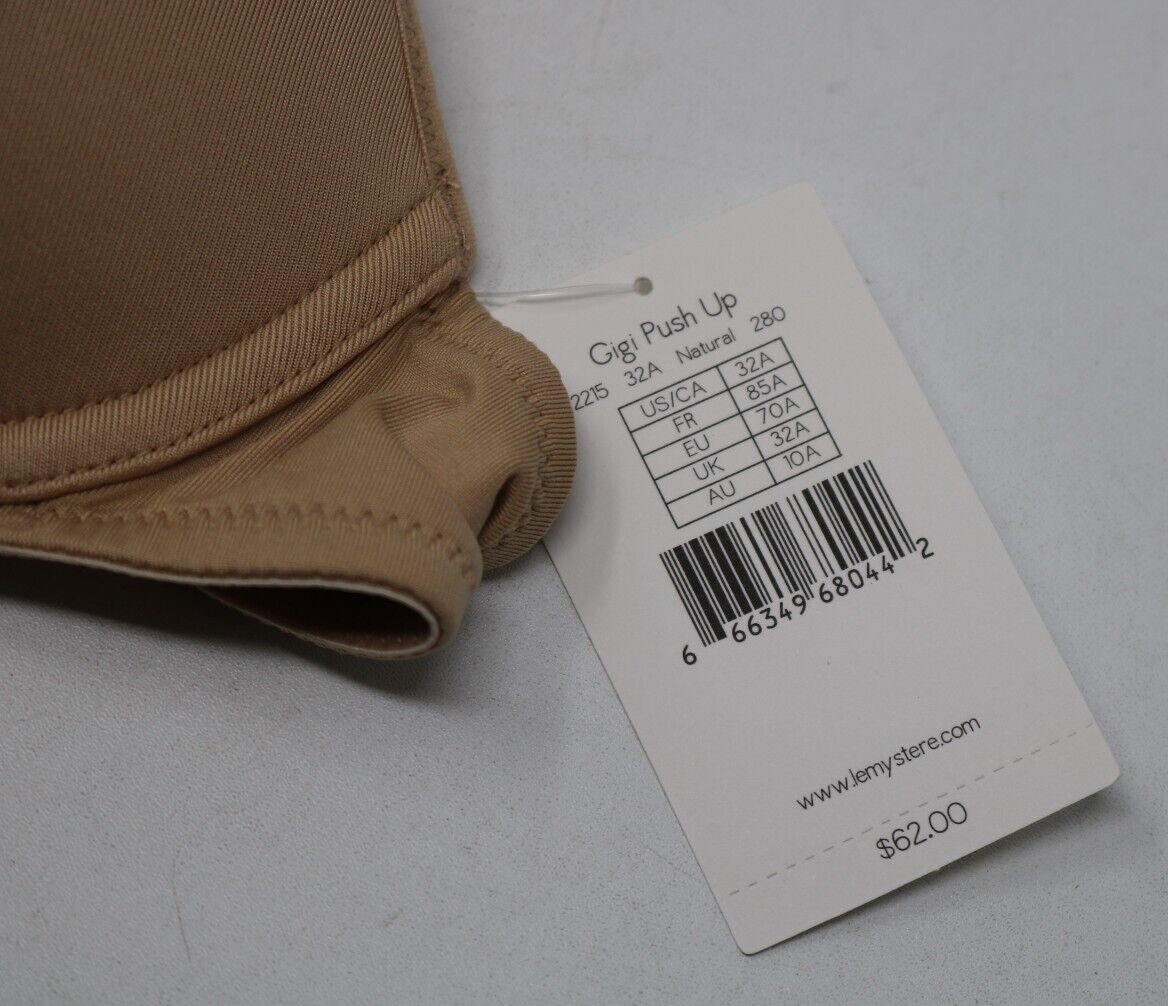 Gigi Push Up
2215 32A Natural 280
US/CA 32A
FR 85A
EU 70A
UK 32A
AU 10A
6 66349 68044 2
www.lemystere.com
$62.00